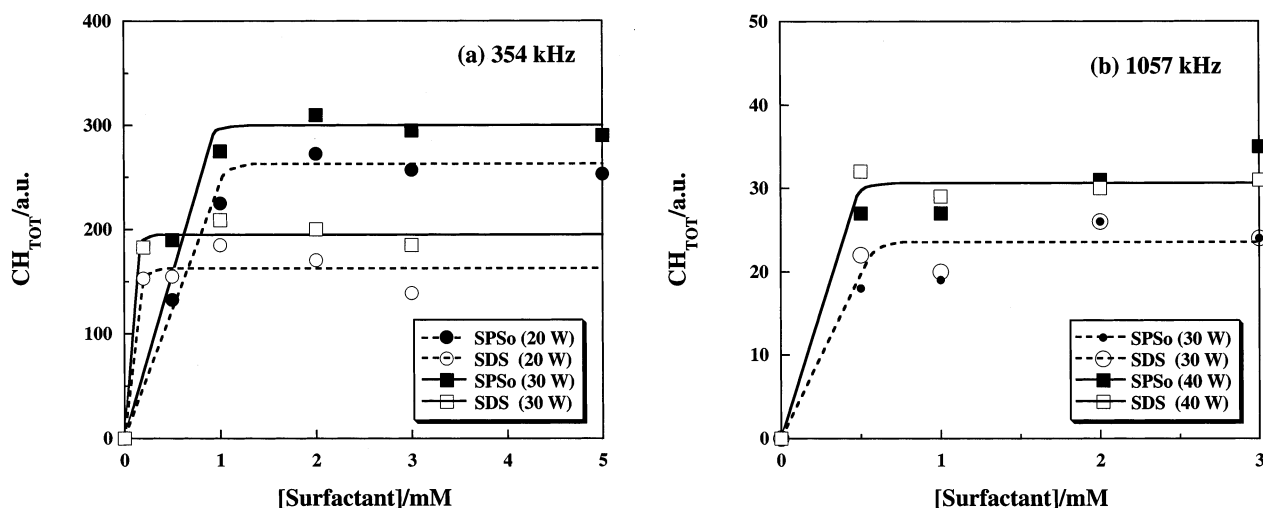 (a) 354 kHz
CH_TOT/a.u.
400
300
200
100
0
0 1 2 3 4 5
[Surfactant]/mM
SPSo (20 W)
SDS (20 W)
SPSo (30 W)
SDS (30 W)
(b) 1057 kHz
CH_TOT/a.u.
50
40
30
20
10
0
0 1 2 3
[Surfactant]/mM
SPSo (30 W)
SDS (30 W)
SPSo (40 W)
SDS (40 W)